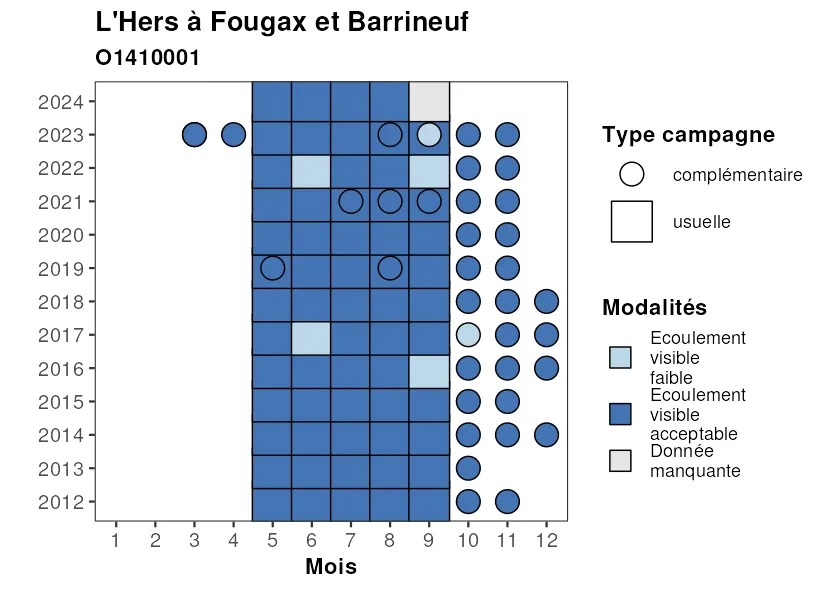 L'Hers à Fougax et Barrineuf
O1410001
2024
2023
2022
2021
2020
2019
2018
2017
2016
2015
2014
2013
2012
1 2 3 4 5 6 7 8 9 10 11 12
Mois
Type campagne
complémentaire
usuelle
Modalités
Ecoulement
visible
faible
Ecoulement
visible
acceptable
Donnée
manquante